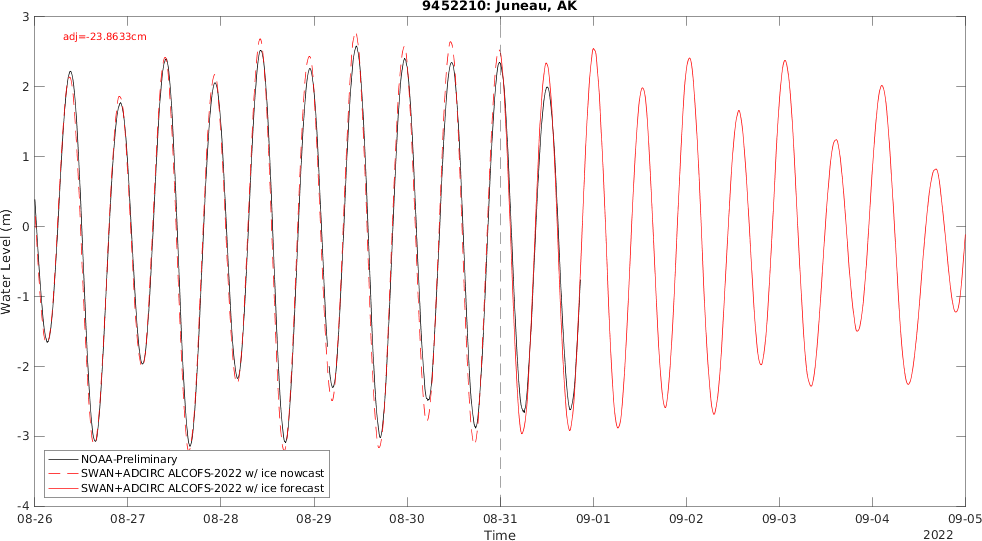 9452210: Juneau, AK
adj=-23.8633cm
3
2
1
0
-1
-2
-3
-4
Water Level (m)
NOAA-Preliminary
SWAN+ADCIRC ALCOFS-2022 w/ ice nowcast
SWAN+ADCIRC ALCOFS-2022 w/ ice forecast
08-26 08-27 08-28 08-29 08-30 08-31 09-01 09-02 09-03 09-04 09-05
Time
2022